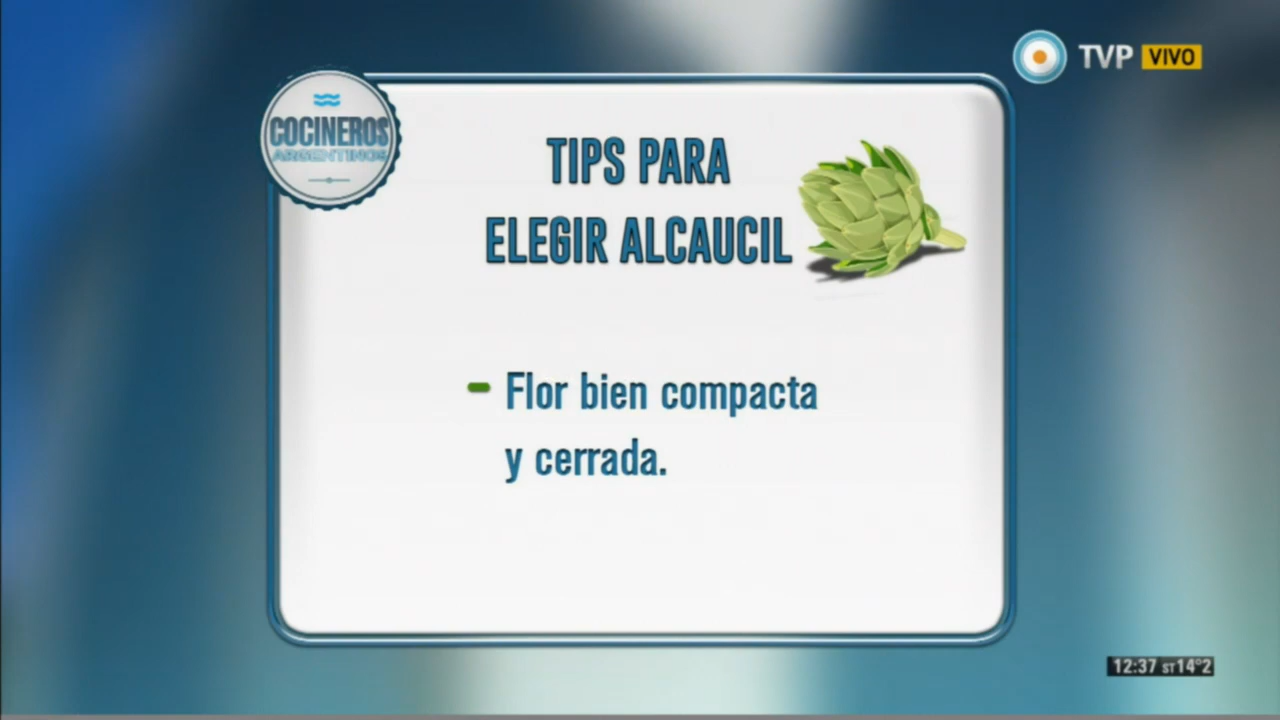 TVP VIVO
COCINEROS
ARGENTINOS
TIPS PARA
ELEGIR ALCAUCIL
- Flor bien compacta
y cerrada.
12:37 ST 14°2